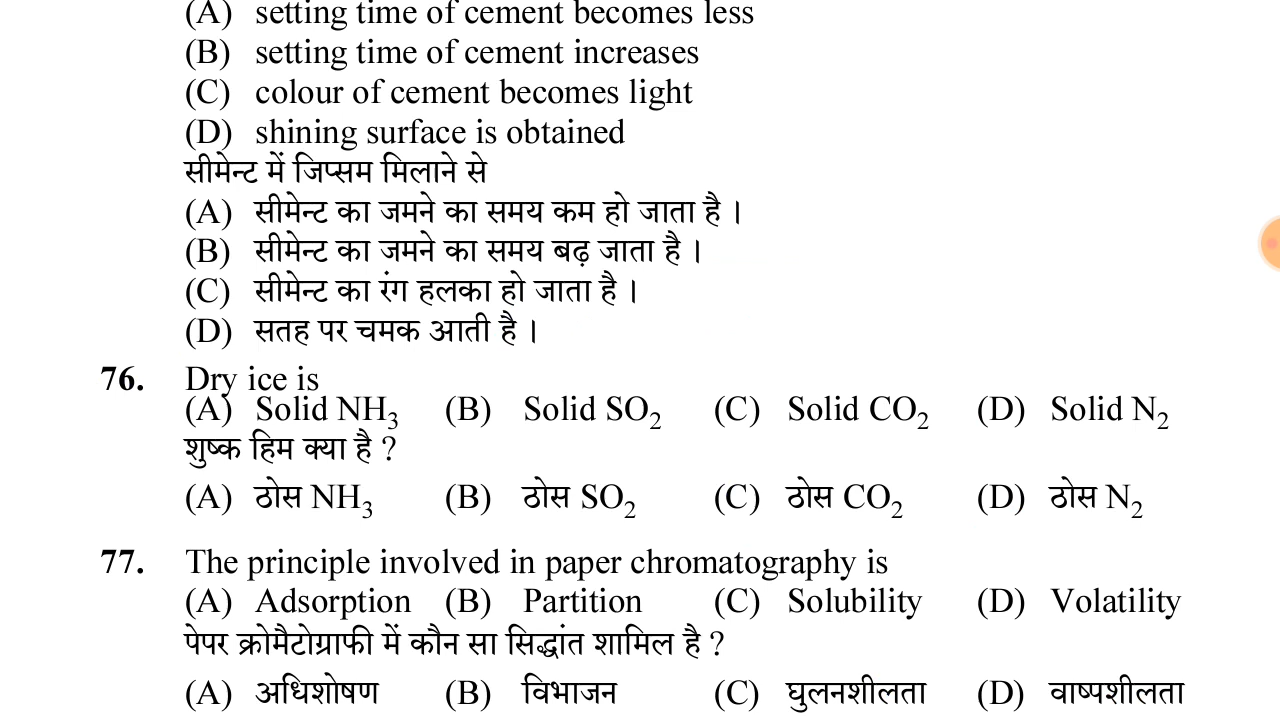 (A) setting time of cement becomes less
(B) setting time of cement increases
(C) colour of cement becomes light
(D) shining surface is obtained
सीमेन्ट में जिप्सम मिलाने से
(A) सीमेन्ट का जमने का समय कम हो जाता है ।
(B) सीमेन्ट का जमने का समय बढ़ जाता है ।
(C) सीमेन्ट का रंग हलका हो जाता है ।
(D) सतह पर चमक आती है ।
76. Dry ice is
(A) Solid NH₃ (B) Solid SO₂ (C) Solid CO₂ (D) Solid N₂
शुष्क हिम क्या है ?
(A) ठोस NH₃ (B) ठोस SO₂ (C) ठोस CO₂ (D) ठोस N₂
77. The principle involved in paper chromatography is
(A) Adsorption (B) Partition (C) Solubility (D) Volatility
पेपर क्रोमैटोग्राफी में कौन सा सिद्धांत शामिल है ?
(A) अधिशोषण (B) विभाजन (C) घुलनशीलता (D) वाष्पशीलता